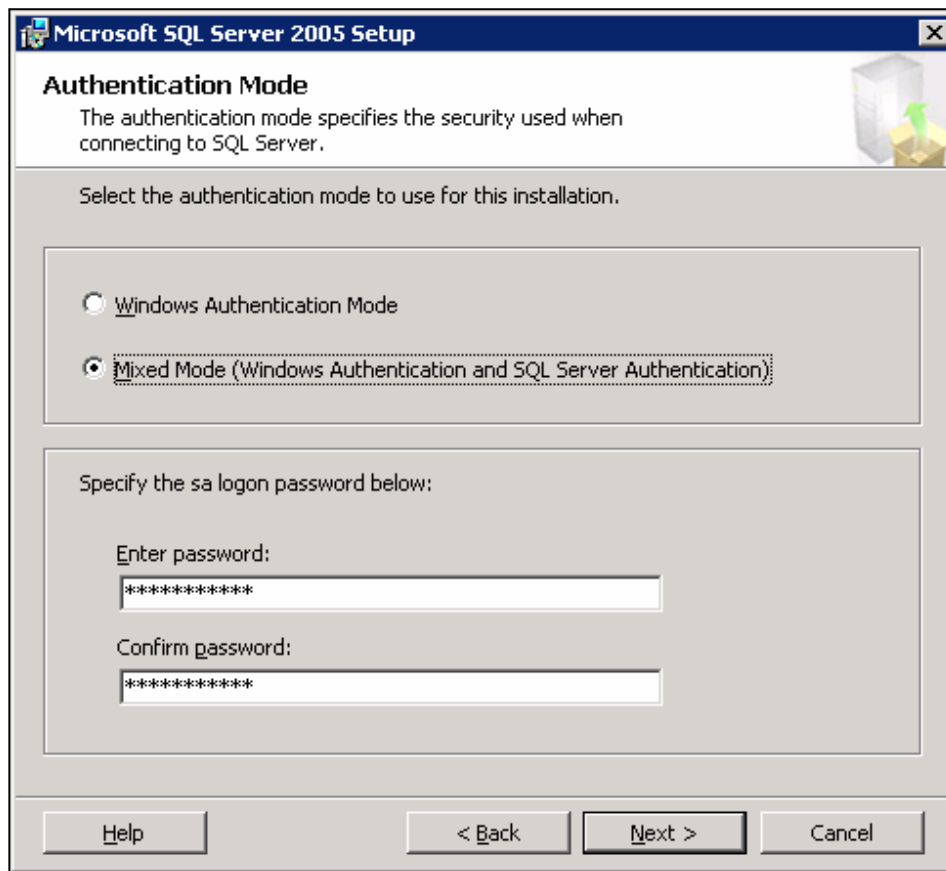 Microsoft SQL Server 2005 Setup
Authentication Mode
The authentication mode specifies the security used when
connecting to SQL Server.
Select the authentication mode to use for this installation.
Windows Authentication Mode
Mixed Mode (Windows Authentication and SQL Server Authentication)
Specify the sa logon password below:
Enter password:
***********
Confirm password:
***********
Help < Back Next > Cancel